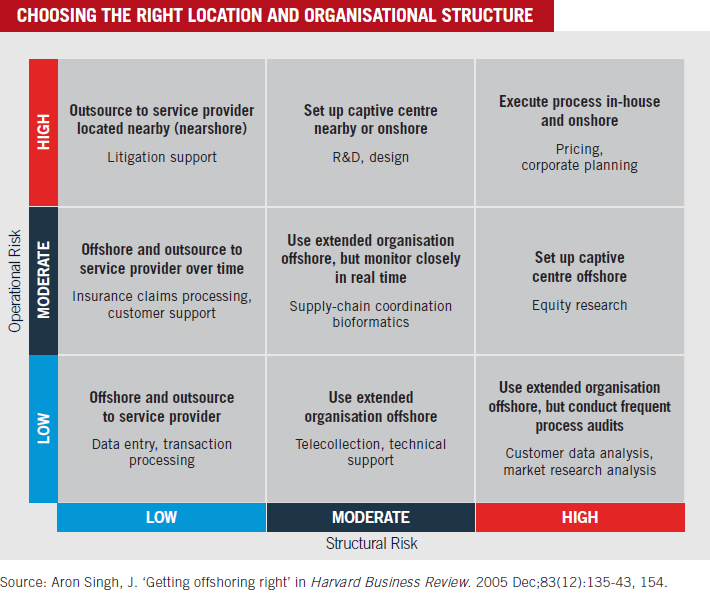 CHOOSING THE RIGHT LOCATION AND ORGANISATIONAL STRUCTURE
Operational Risk
HIGH
Outsource to service provider
located nearby (nearshore)
Litigation support
Set up captive centre
nearby or onshore
R&D, design
Execute process in-house
and onshore
Pricing,
corporate planning
MODERATE
Offshore and outsource to
service provider over time
Insurance claims processing,
customer support
Use extended organisation
offshore, but monitor closely
in real time
Supply-chain coordination
bioformatics
Set up captive
centre offshore
Equity research
LOW
Offshore and outsource
to service provider
Data entry, transaction
processing
Use extended
organisation offshore
Telecollection, technical
support
Use extended organisation
offshore, but conduct frequent
process audits
Customer data analysis,
market research analysis
LOW
MODERATE
HIGH
Structural Risk
Source: Aron Singh, J. ‘Getting offshoring right’ in Harvard Business Review. 2005 Dec;83(12):135-43, 154.